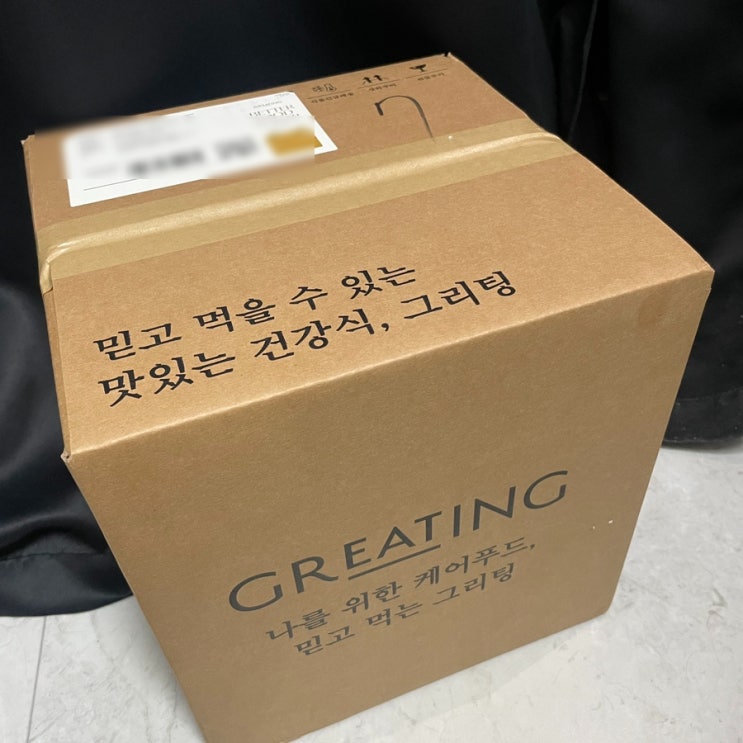 믿고 먹을 수 있는
맛있는 건강식, 그리팅
GREATING
나를 위한 케어푸드,
믿고 먹는 그리팅